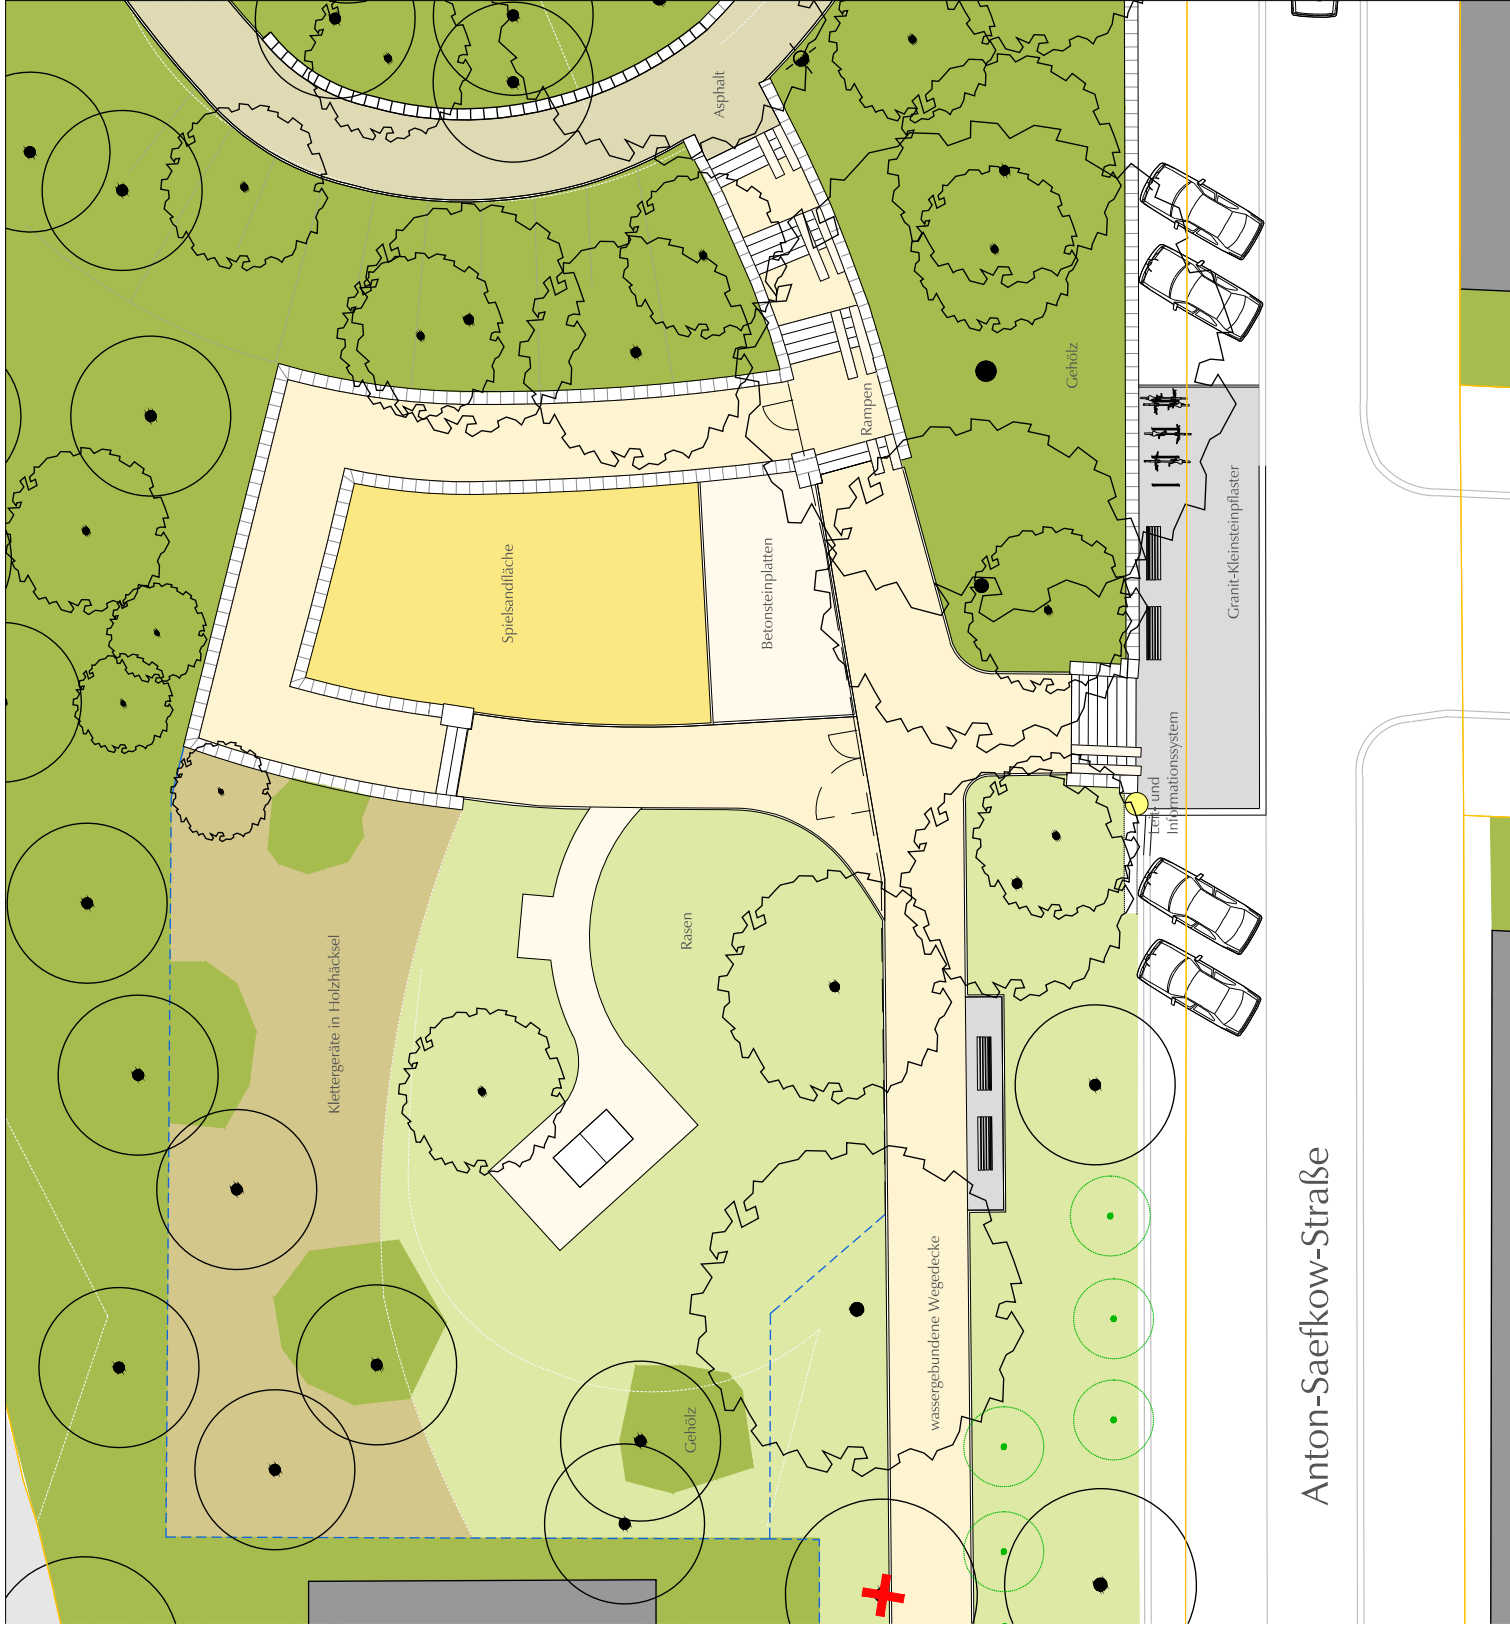 Asphalt
Rampen
Gehölz
Spielsandfläche
Betonsteinplatten
Granit-Kleinsteinpflaster
Leit- und
Informationssystem
Klettergeräte in Holzhäcksel
Rasen
wassergebundene Wegedecke
Gehölz
Anton-Saefkow-Straße